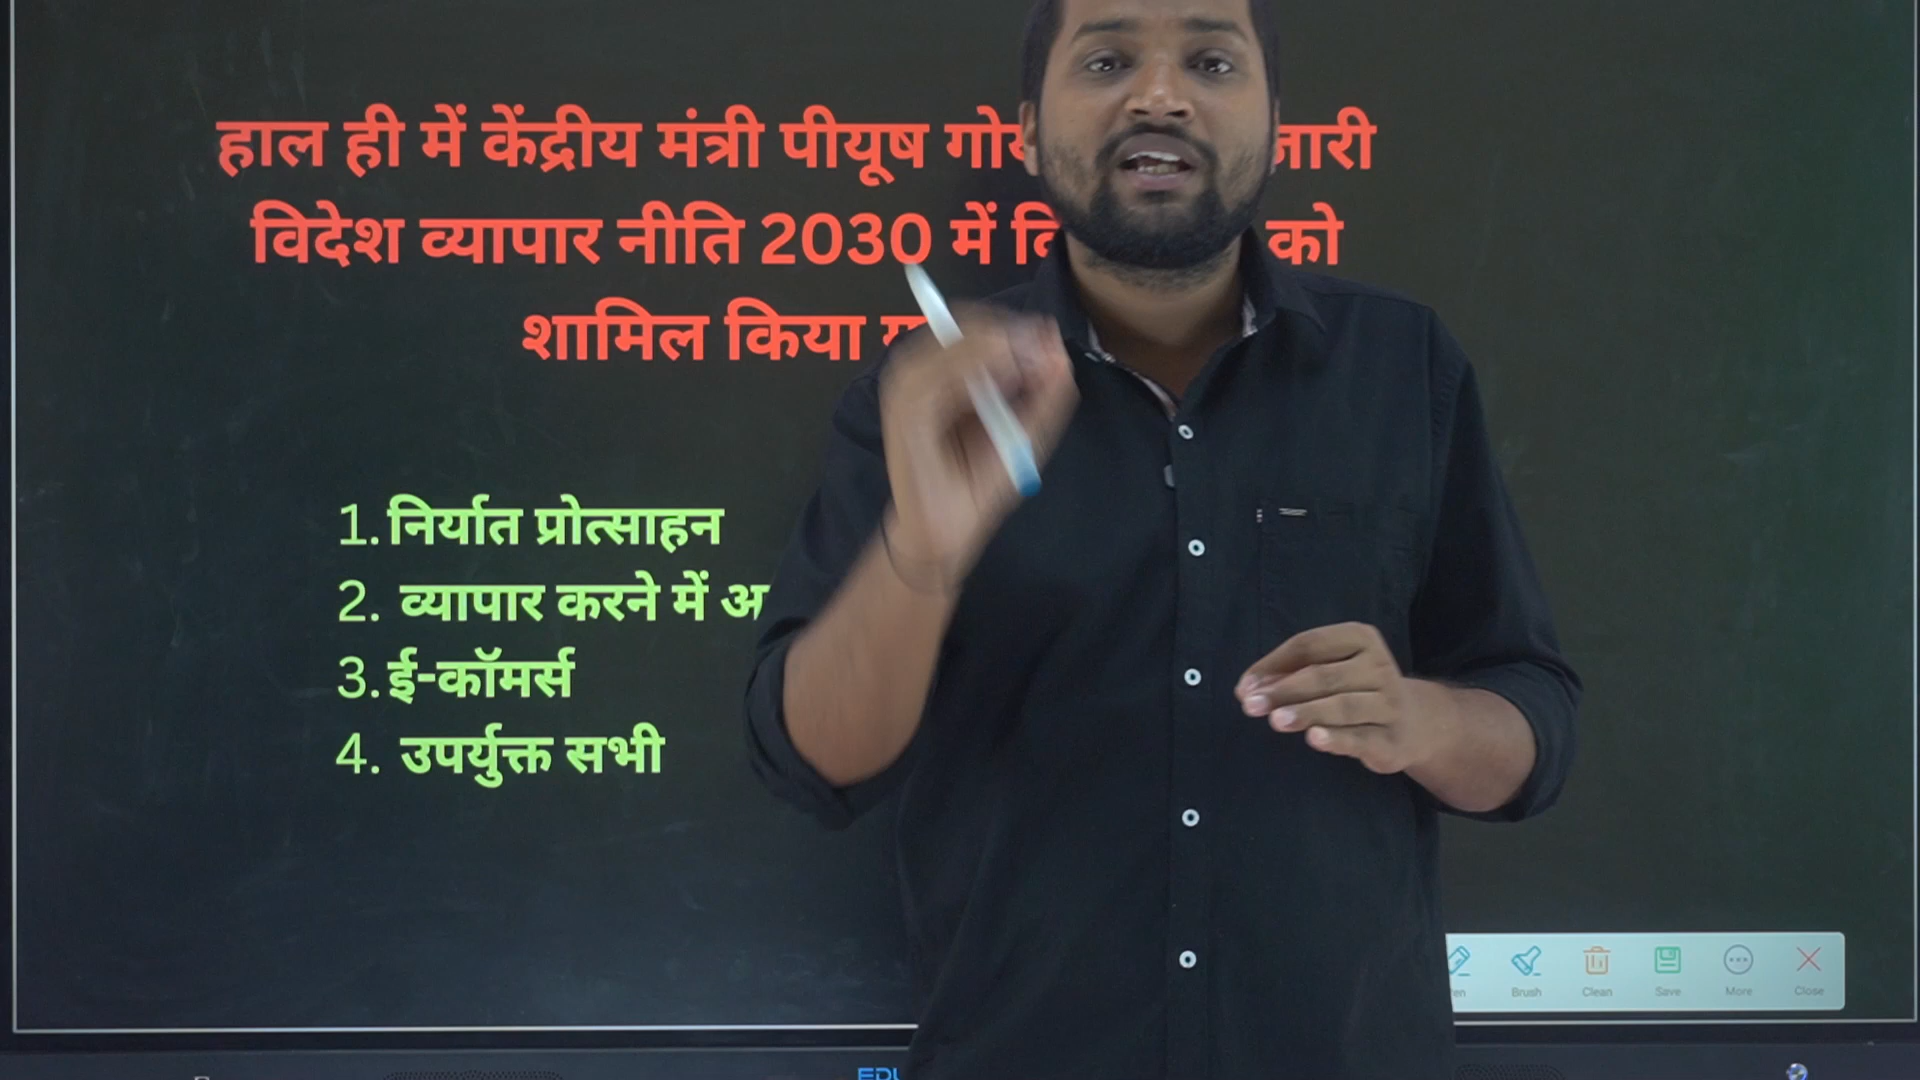 हाल ही में केंद्रीय मंत्री पीयूष जारी
विदेश व्यापार नीति 2030 में को
शामिल किया
1. निर्यात प्रोत्साहन
2. व्यापार करने में
3. ई-कॉमर्स
4. उपर्युक्त सभी
Brush Clean Save More Close